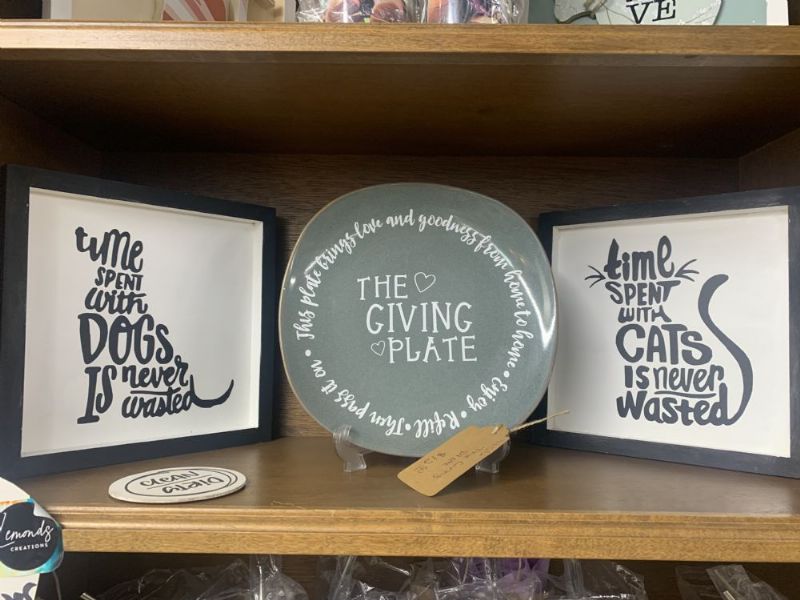 VE
time
SPENT
with
DOGS
IS never
wasted
This plate brings love and goodness from home to home • Enjoy • Refill • Then pass it on •
THE
GIVING
PLATE
time
SPENT
WITH
CATS
IS never
wasted
DIRTY
CLEAN
Lemonds
CREATIONS